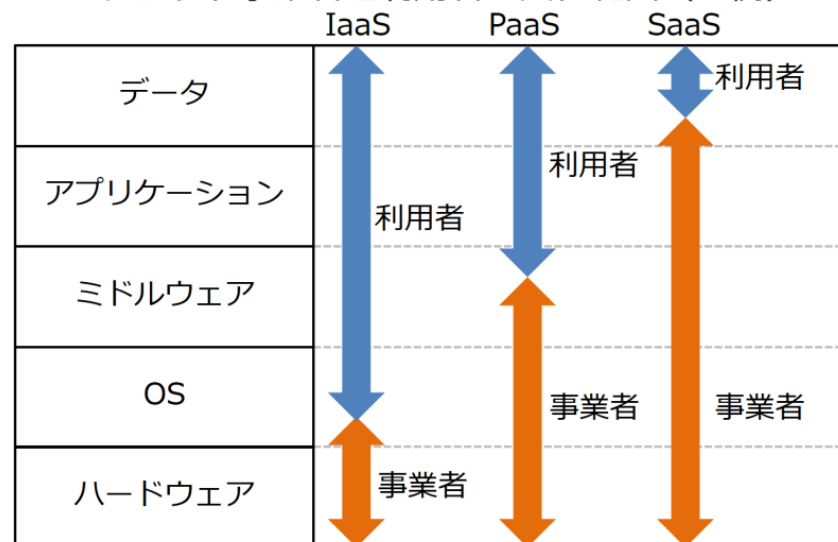 IaaS PaaS SaaS
データ
利用者
アプリケーション
利用者
利用者
ミドルウェア
OS
事業者
事業者
ハードウェア
事業者